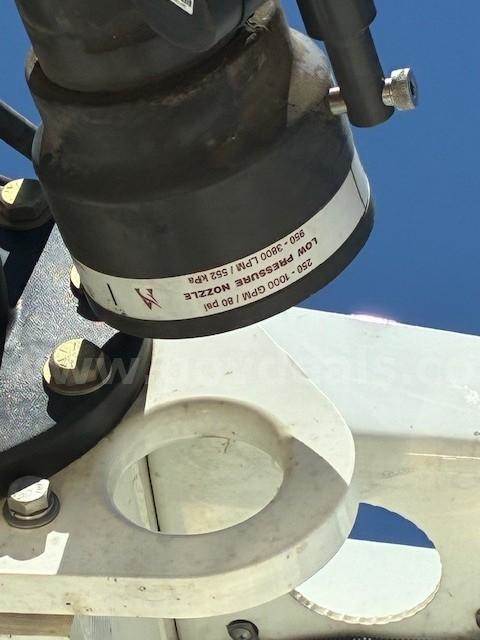 250 - 1000 GPM / 80 psi
LOW PRESSURE NOZZLE
950 - 3800 LPM / 552 kPa